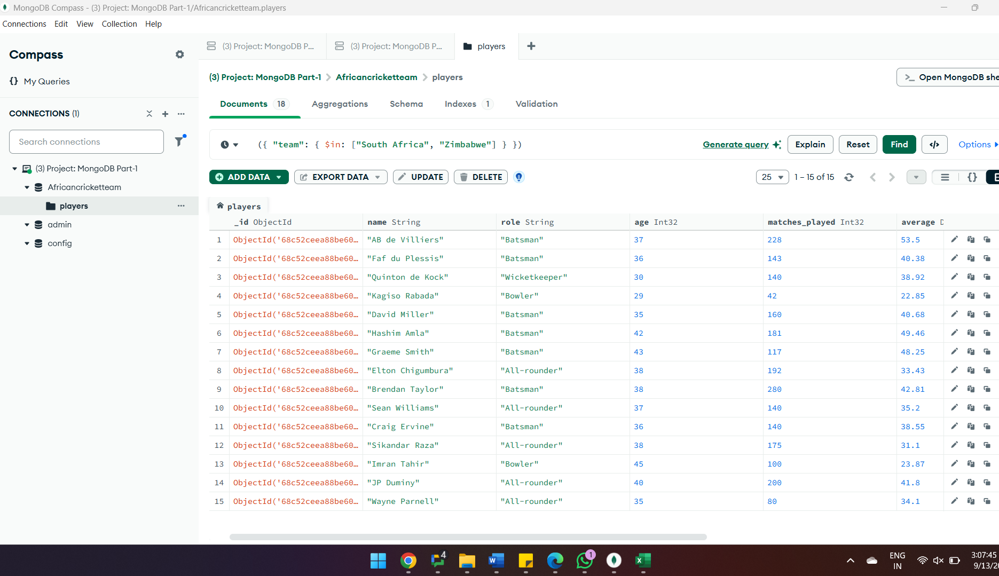 MongoDB Compass - (3) Project: MongoDB Part-1/Africancricketteam.players
Connections Edit View Collection Help
Compass
{} My Queries
CONNECTIONS (1)
Search connections
(3) Project: MongoDB Part-1
Africancricketteam
players
admin
config
(3) Project: MongoDB P... (3) Project: MongoDB P... players
(3) Project: MongoDB Part-1 > Africancricketteam > players
>_ Open MongoDB she
Documents 18 Aggregations Schema Indexes 1 Validation
({ "team": { $in: ["South Africa", "Zimbabwe"] } })
Generate query Explain Reset Find </> Options
ADD DATA EXPORT DATA UPDATE DELETE 25 1 – 15 of 15 {}
players
_id ObjectId name String role String age Int32 matches_played Int32 average D
1 ObjectId('68c52ceea88be60… "AB de Villiers" "Batsman" 37 228 53.5
2 ObjectId('68c52ceea88be60… "Faf du Plessis" "Batsman" 36 143 40.38
3 ObjectId('68c52ceea88be60… "Quinton de Kock" "Wicketkeeper" 30 140 38.92
4 ObjectId('68c52ceea88be60… "Kagiso Rabada" "Bowler" 29 42 22.85
5 ObjectId('68c52ceea88be60… "David Miller" "Batsman" 35 160 40.68
6 ObjectId('68c52ceea88be60… "Hashim Amla" "Batsman" 42 181 49.46
7 ObjectId('68c52ceea88be60… "Graeme Smith" "Batsman" 43 117 48.25
8 ObjectId('68c52ceea88be60… "Elton Chigumbura" "All-rounder" 38 192 33.43
9 ObjectId('68c52ceea88be60… "Brendan Taylor" "Batsman" 38 280 42.81
10 ObjectId('68c52ceea88be60… "Sean Williams" "All-rounder" 37 140 35.2
11 ObjectId('68c52ceea88be60… "Craig Ervine" "Batsman" 36 140 38.55
12 ObjectId('68c52ceea88be60… "Sikandar Raza" "All-rounder" 38 175 31.1
13 ObjectId('68c52ceea88be60… "Imran Tahir" "Bowler" 45 100 23.87
14 ObjectId('68c52ceea88be60… "JP Duminy" "All-rounder" 40 200 41.8
15 ObjectId('68c52ceea88be60… "Wayne Parnell" "All-rounder" 35 80 34.1
4 W 1 X
ENG
IN
3:07:45
9/13/20